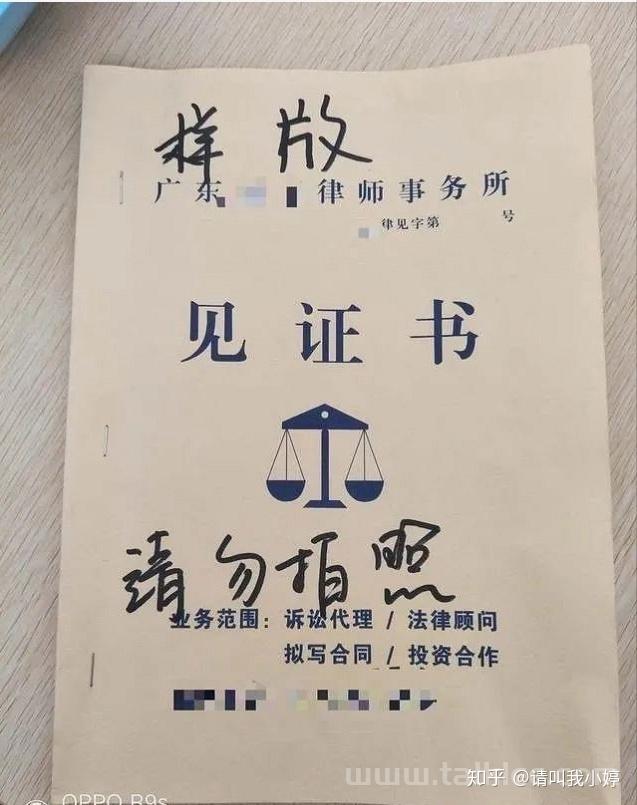 样版
广东 律师事务所
律见字第 号
见证书
请勿拍照
业务范围：诉讼代理 / 法律顾问
拟写合同 / 投资合作
知乎 @请叫我小婷
OPPO R9s